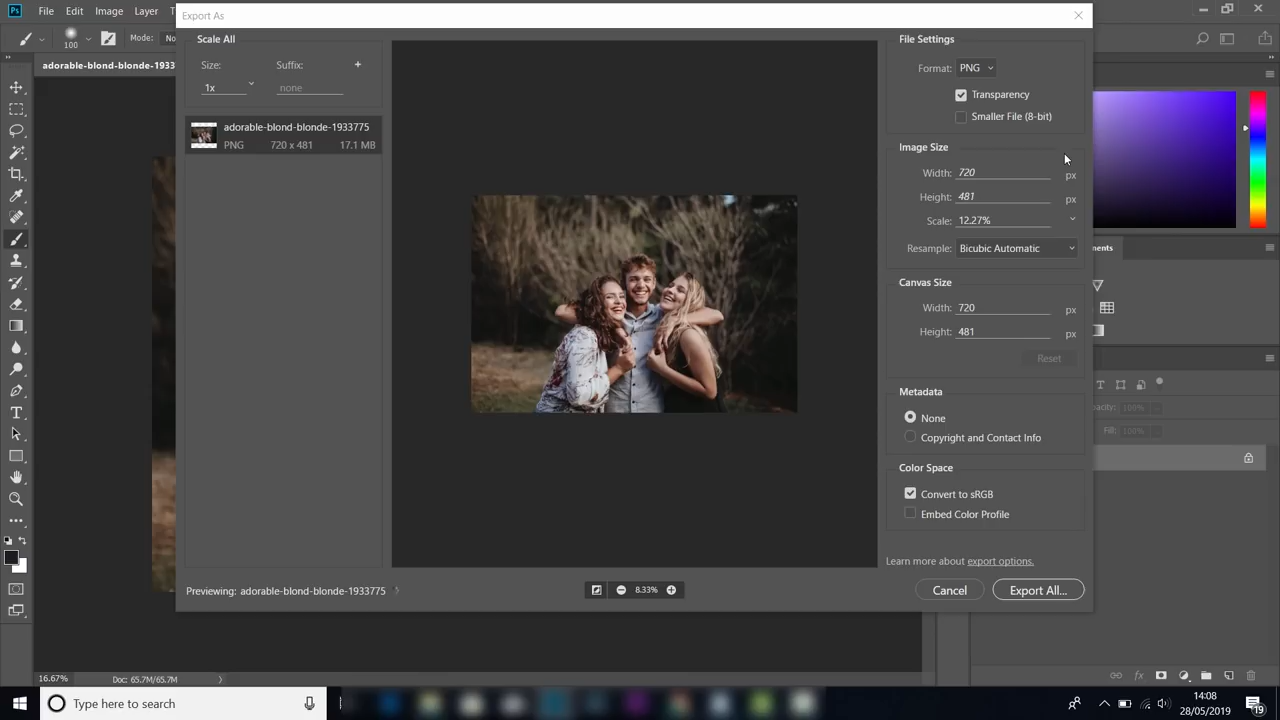 Ps
File
Edit
Image
Layer
Export As
100
Mode:
adorable-blond-blonde-1933
Scale All
Size:
Suffix:
1x
none
adorable-blond-blonde-1933775
PNG 720 x 481 17.1 MB
File Settings
Format: PNG
Transparency
Smaller File (8-bit)
Image Size
Width: 720 px
Height: 481 px
Scale: 12.27%
Resample: Bicubic Automatic
Canvas Size
Width: 720 px
Height: 481 px
Reset
Metadata
None
Copyright and Contact Info
Color Space
Convert to sRGB
Embed Color Profile
Learn more about export options.
Previewing: adorable-blond-blonde-1933775
8.33%
Cancel
Export All...
Fill: 100%
100%
16.67%
Doc: 65.7M/65.7M
Type here to search
14:08
28/05/2019
19